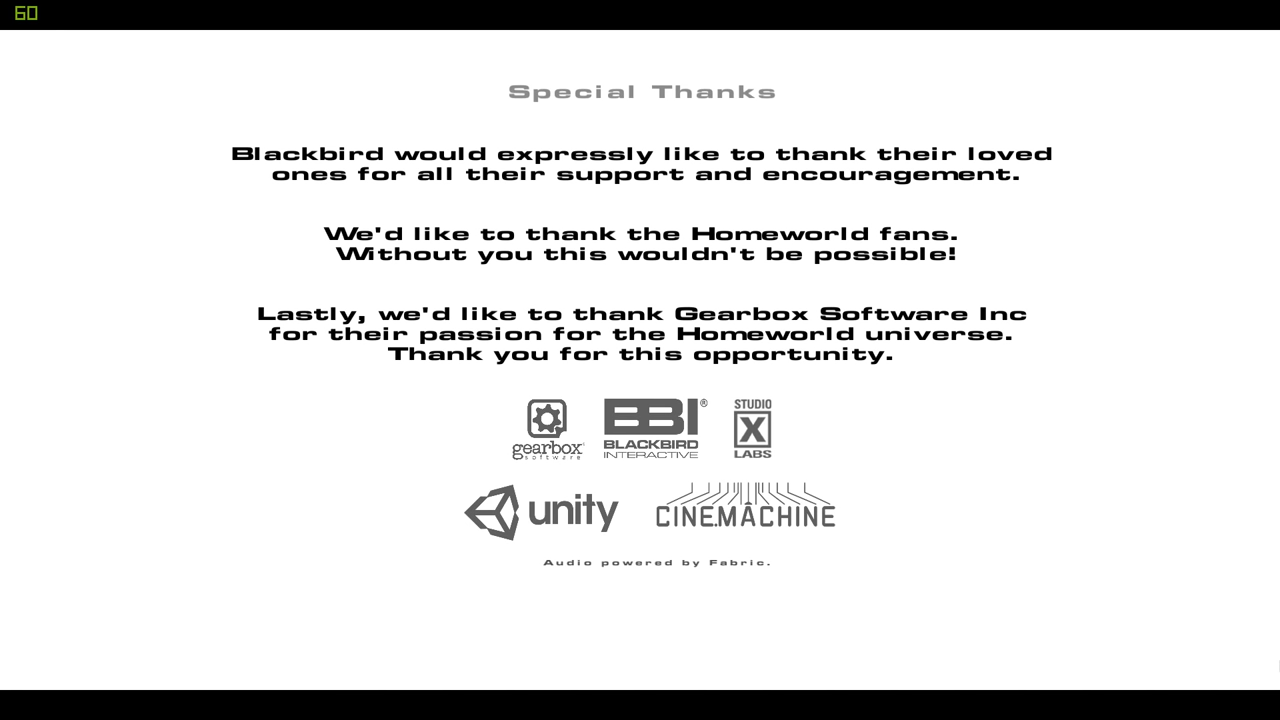 60
Special Thanks
Blackbird would expressly like to thank their loved
ones for all their support and encouragement.
We'd like to thank the Homeworld fans.
Without you this wouldn't be possible!
Lastly, we'd like to thank Gearbox Software Inc
for their passion for the Homeworld universe.
Thank you for this opportunity.
gearbox
software
BBI®
BLACKBIRD
INTERACTIVE
STUDIO
X
LABS
unity
CINEMACHINE
Audio powered by Fabric.